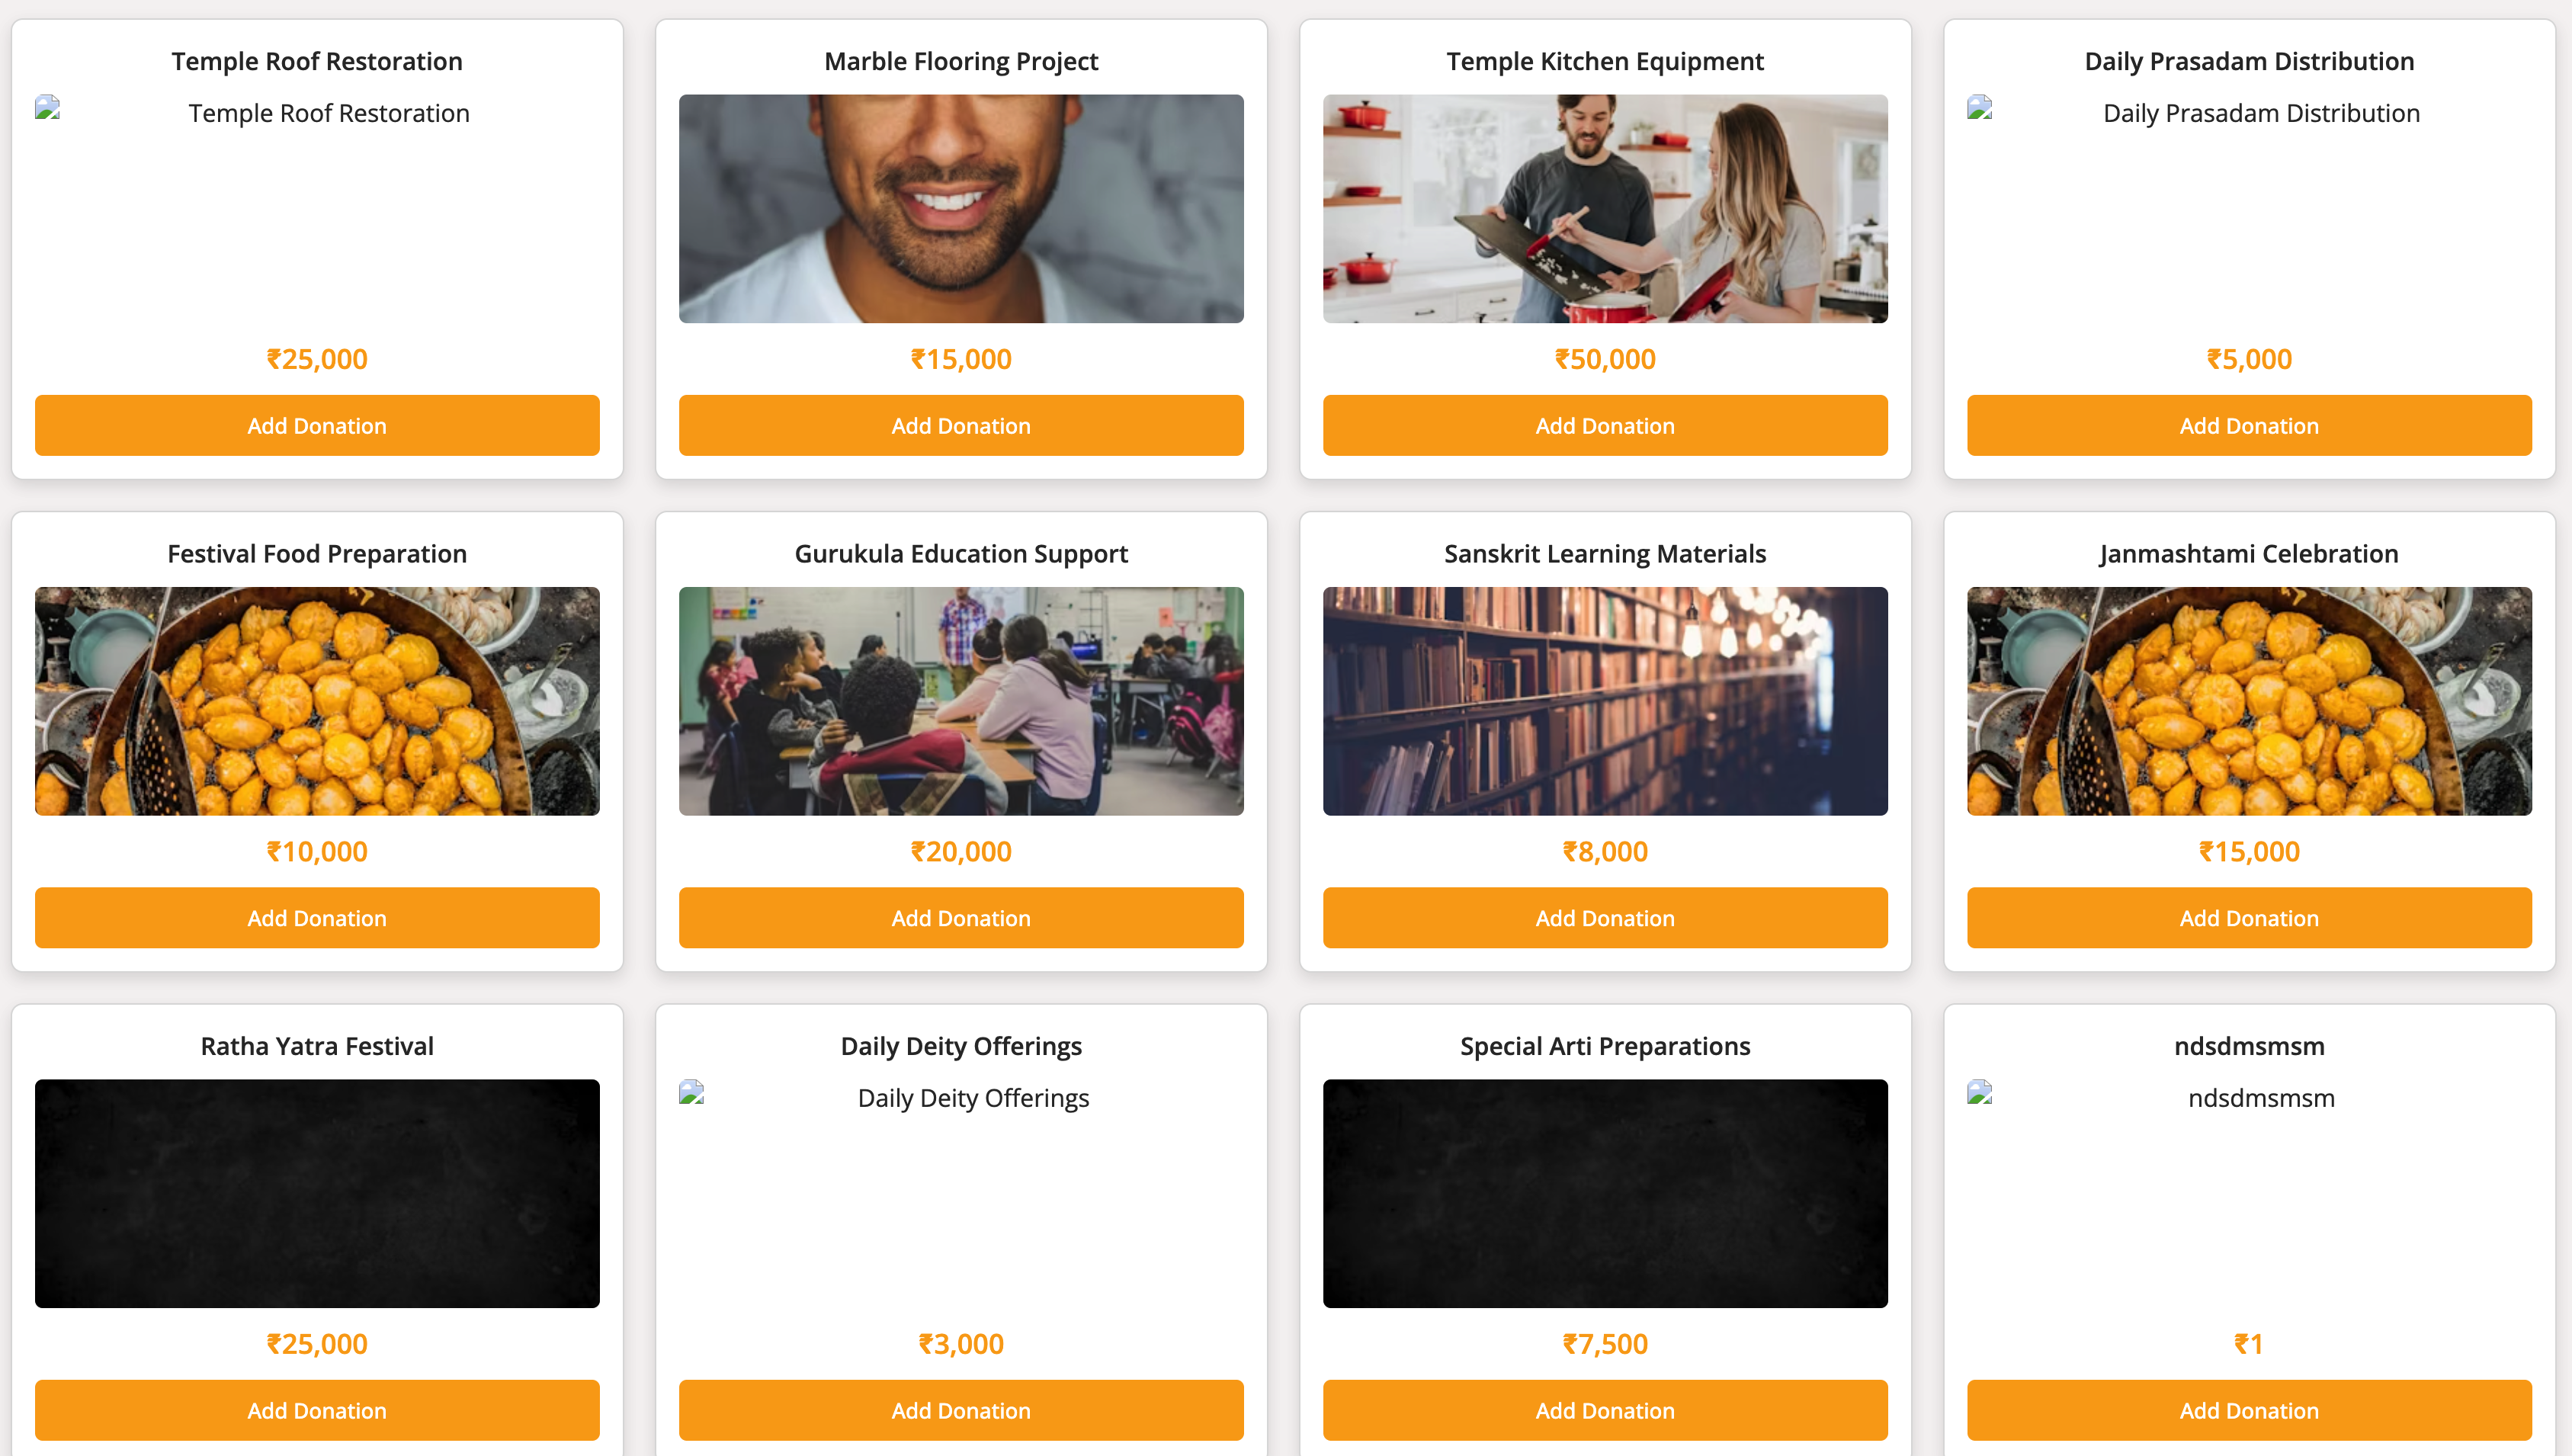 Temple Roof Restoration
Temple Roof Restoration
₹25,000
Add Donation
Marble Flooring Project
₹15,000
Add Donation
Temple Kitchen Equipment
₹50,000
Add Donation
Daily Prasadam Distribution
Daily Prasadam Distribution
₹5,000
Add Donation
Festival Food Preparation
₹10,000
Add Donation
Gurukula Education Support
₹20,000
Add Donation
Sanskrit Learning Materials
₹8,000
Add Donation
Janmashtami Celebration
₹15,000
Add Donation
Ratha Yatra Festival
₹25,000
Add Donation
Daily Deity Offerings
Daily Deity Offerings
₹3,000
Add Donation
Special Arti Preparations
₹7,500
Add Donation
ndsdmsmsm
ndsdmsmsm
₹1
Add Donation